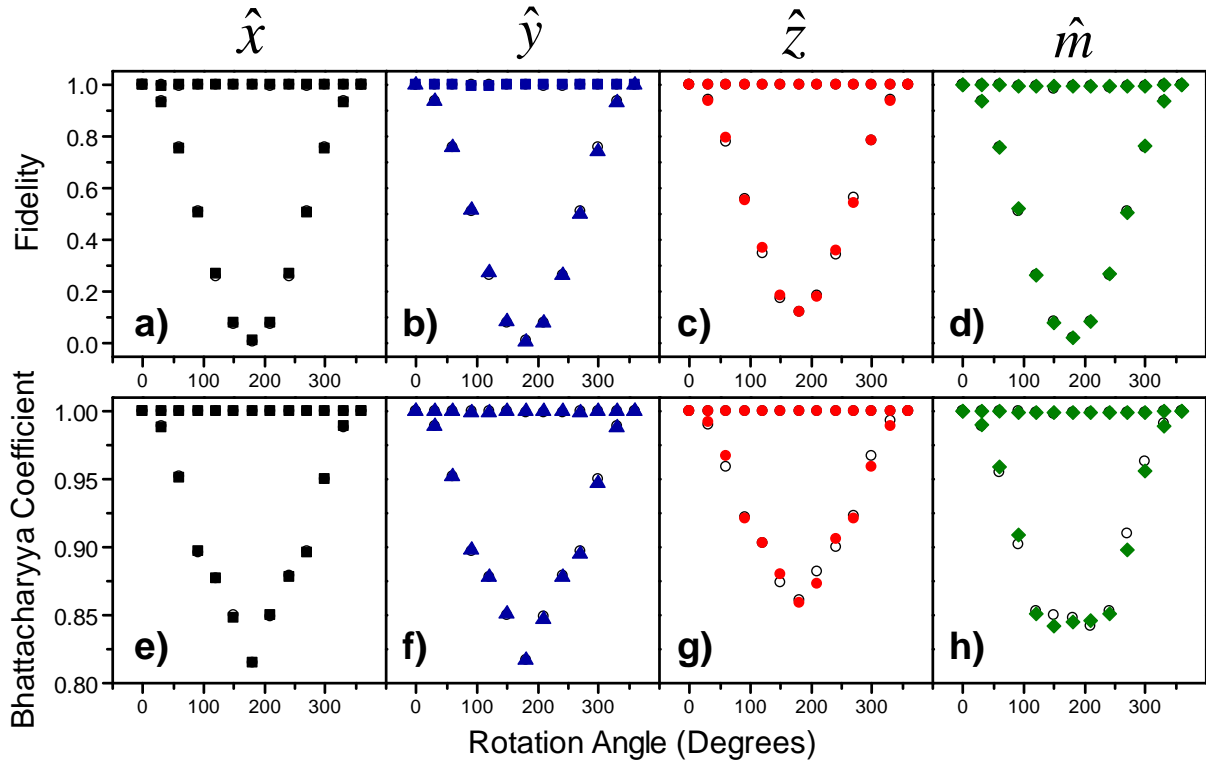 x̂ ŷ ẑ m̂
Fidelity
1.0
0.8
0.6
0.4
0.2
0.0
a) b) c) d)
0 100 200 300 0 100 200 300 0 100 200 300 0 100 200 300
Bhattacharyya Coefficient
1.00
0.95
0.90
0.85
0.80
e) f) g) h)
0 100 200 300 0 100 200 300 0 100 200 300 0 100 200 300
Rotation Angle (Degrees)